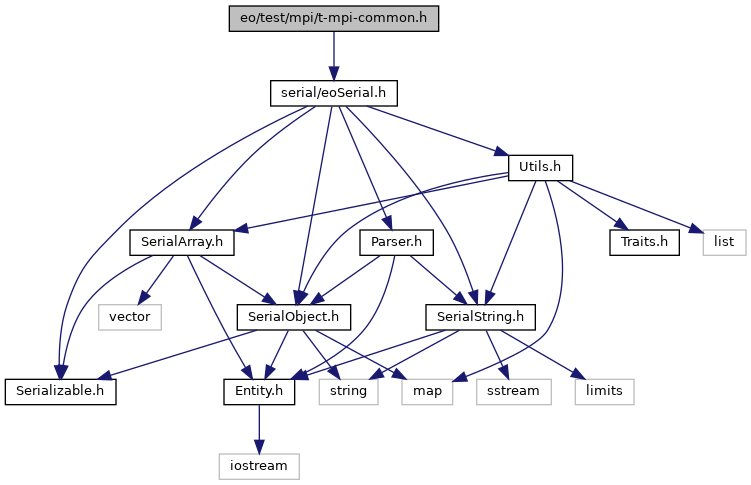 eo/test/mpi/t-mpi-common.h
serial/eoSerial.h
Utils.h
SerialArray.h
Parser.h
Traits.h
list
vector
SerialObject.h
SerialString.h
Serializable.h
Entity.h
string
map
sstream
limits
iostream